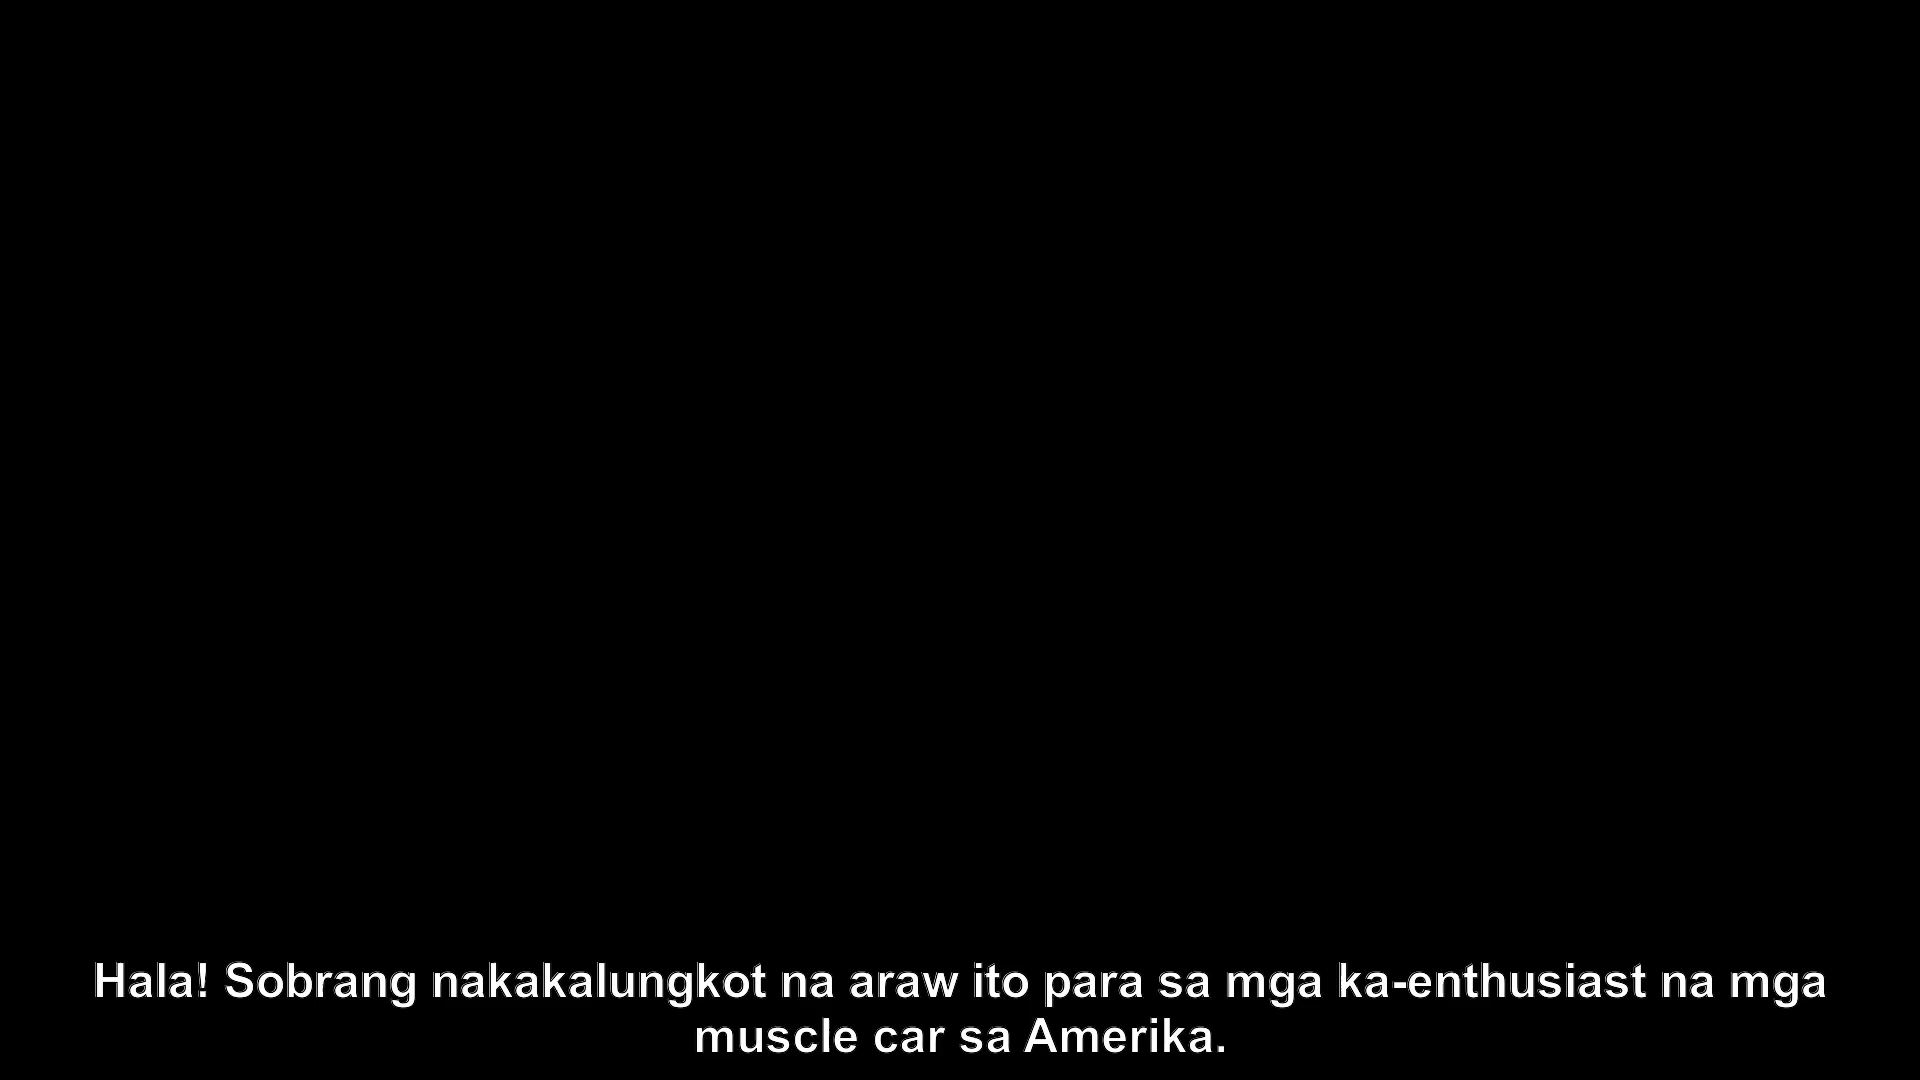 Hala! Sobrang nakakalungkot na araw ito para sa mga ka-enthusiast na mga
muscle car sa Amerika.